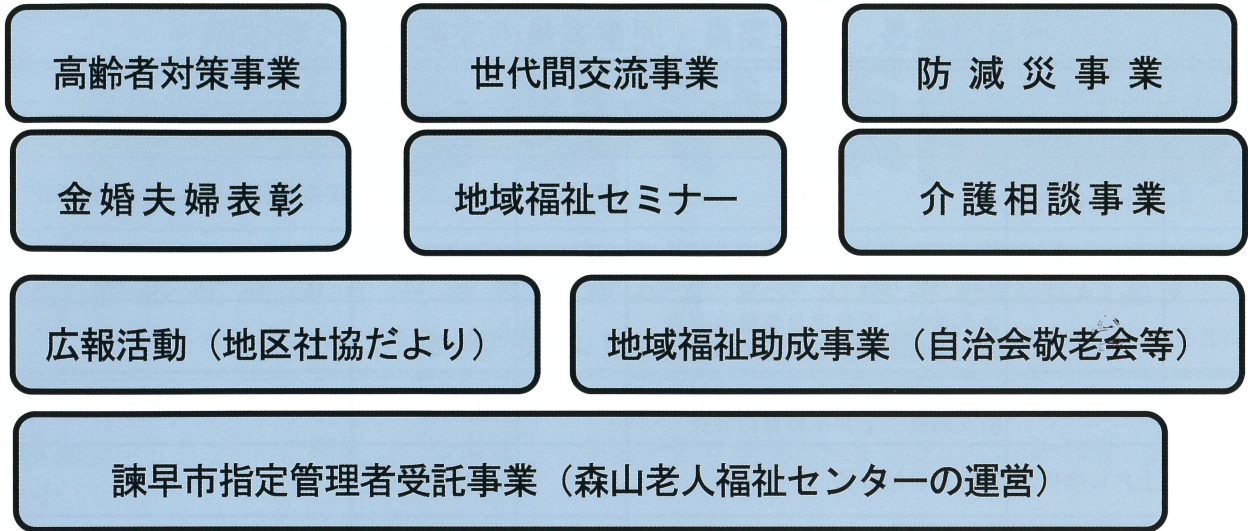 高齢者対策事業
世代間交流事業
防減災事業
金婚夫婦表彰
地域福祉セミナー
介護相談事業
広報活動（地区社協だより）
地域福祉助成事業（自治会敬老会等）
諫早市指定管理者受託事業（森山老人福祉センターの運営）